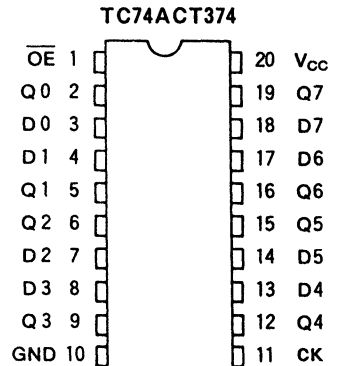 TC74ACT374
OE 1 20 VCC
Q0 2 19 Q7
D0 3 18 D7
D1 4 17 D6
Q1 5 16 Q6
Q2 6 15 Q5
D2 7 14 D5
D3 8 13 D4
Q3 9 12 Q4
GND 10 11 CK